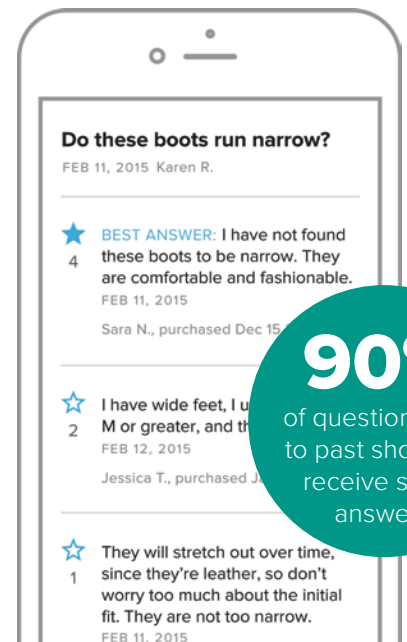 Do these boots run narrow?
FEB 11, 2015 Karen R.
BEST ANSWER: I have not found
these boots to be narrow. They
are comfortable and fashionable.
4
FEB 11, 2015
Sara N., purchased Dec 15
I have wide feet, I
M or greater, and
2
FEB 12, 2015
Jessica T., purchased
They will stretch out over time,
since they're leather, so don't
1
worry too much about the initial
fit. They are not too narrow.
FEB 11, 2015
90
of
to past
receive